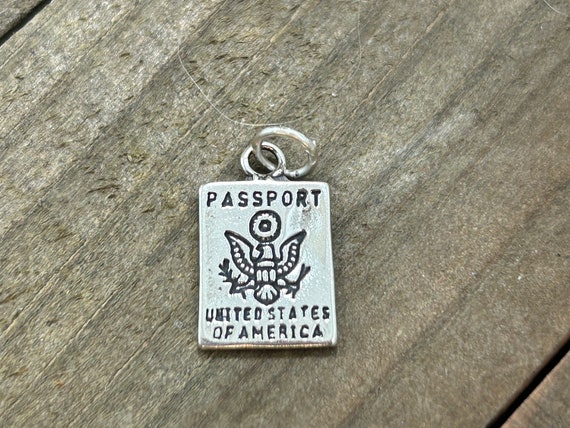 PASSPORT
UNITED STATES
OF AMERICA